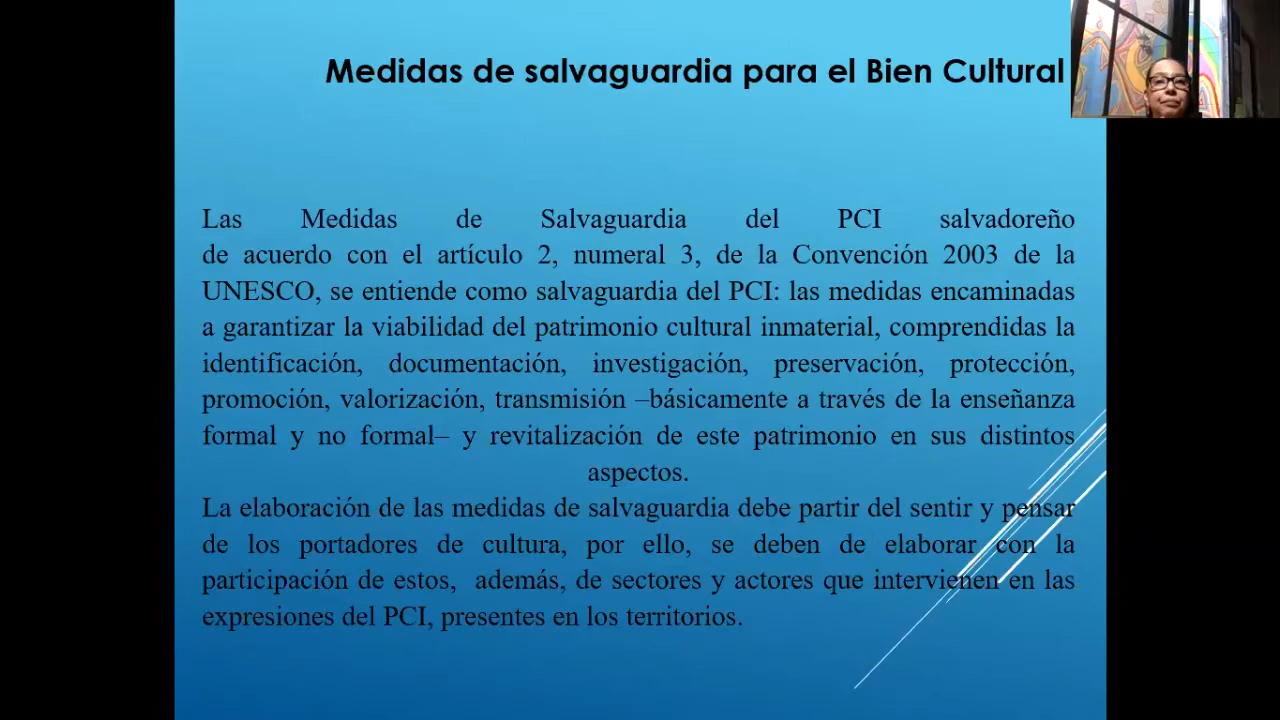 Medidas de salvaguardia para el Bien Cultural
Las Medidas de Salvaguardia del PCI salvadoreño
de acuerdo con el artículo 2, numeral 3, de la Convención 2003 de la
UNESCO, se entiende como salvaguardia del PCI: las medidas encaminadas
a garantizar la viabilidad del patrimonio cultural inmaterial, comprendidas la
identificación, documentación, investigación, preservación, protección,
promoción, valorización, transmisión –básicamente a través de la enseñanza
formal y no formal– y revitalización de este patrimonio en sus distintos
aspectos.
La elaboración de las medidas de salvaguardia debe partir del sentir y pensar
de los portadores de cultura, por ello, se deben de elaborar con la
participación de estos, además, de sectores y actores que intervienen en las
expresiones del PCI, presentes en los territorios.